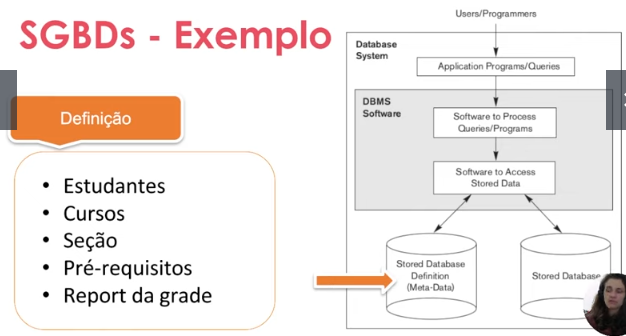 SGBDs - Exemplo
Definição
• Estudantes
• Cursos
• Seção
• Pré-requisitos
• Report da grade
Users/Programmers
Database
System
Application Programs/Queries
DBMS
Software
Software to Process
Queries/Programs
Software to Access
Stored Data
Stored Database
Definition
(Meta-Data)
Stored Database